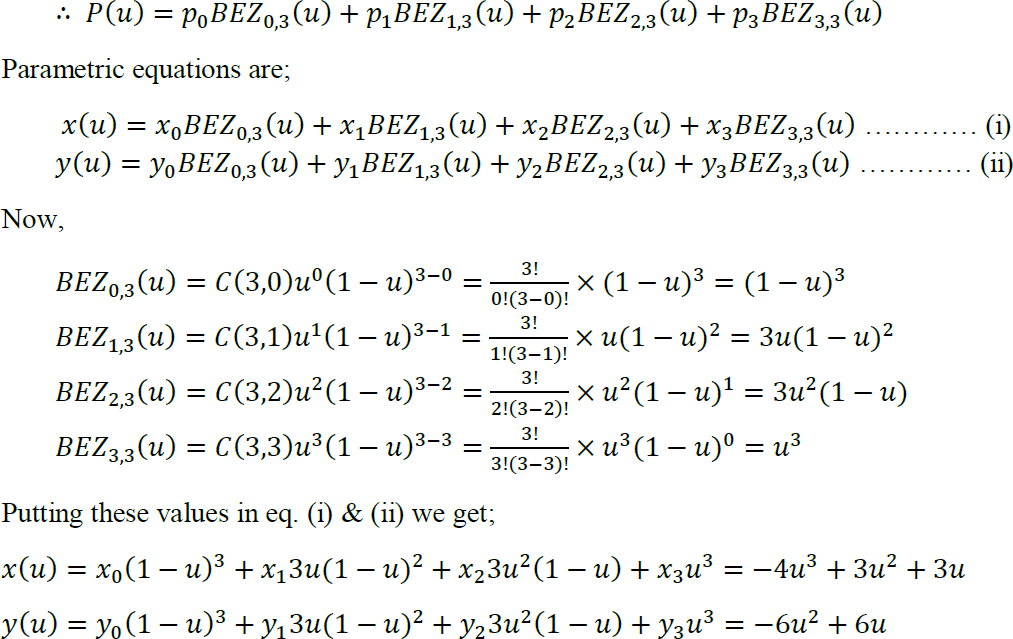 ∴ P(u) = p₀BEZ₀,₃(u) + p₁BEZ₁,₃(u) + p₂BEZ₂,₃(u) + p₃BEZ₃,₃(u)
Parametric equations are;
x(u) = x₀BEZ₀,₃(u) + x₁BEZ₁,₃(u) + x₂BEZ₂,₃(u) + x₃BEZ₃,₃(u) ………… (i)
y(u) = y₀BEZ₀,₃(u) + y₁BEZ₁,₃(u) + y₂BEZ₂,₃(u) + y₃BEZ₃,₃(u) ………… (ii)
Now,
BEZ₀,₃(u) = C(3,0)u⁰(1 − u)³⁻⁰ = 3!/0!(3−0)! × (1 − u)³ = (1 − u)³
BEZ₁,₃(u) = C(3,1)u¹(1 − u)³⁻¹ = 3!/1!(3−1)! × u(1 − u)² = 3u(1 − u)²
BEZ₂,₃(u) = C(3,2)u²(1 − u)³⁻² = 3!/2!(3−2)! × u²(1 − u)¹ = 3u²(1 − u)
BEZ₃,₃(u) = C(3,3)u³(1 − u)³⁻³ = 3!/3!(3−3)! × u³(1 − u)⁰ = u³
Putting these values in eq. (i) & (ii) we get;
x(u) = x₀(1 − u)³ + x₁3u(1 − u)² + x₂3u²(1 − u) + x₃u³ = −4u³ + 3u² + 3u
y(u) = y₀(1 − u)³ + y₁3u(1 − u)² + y₂3u²(1 − u) + y₃u³ = −6u² + 6u